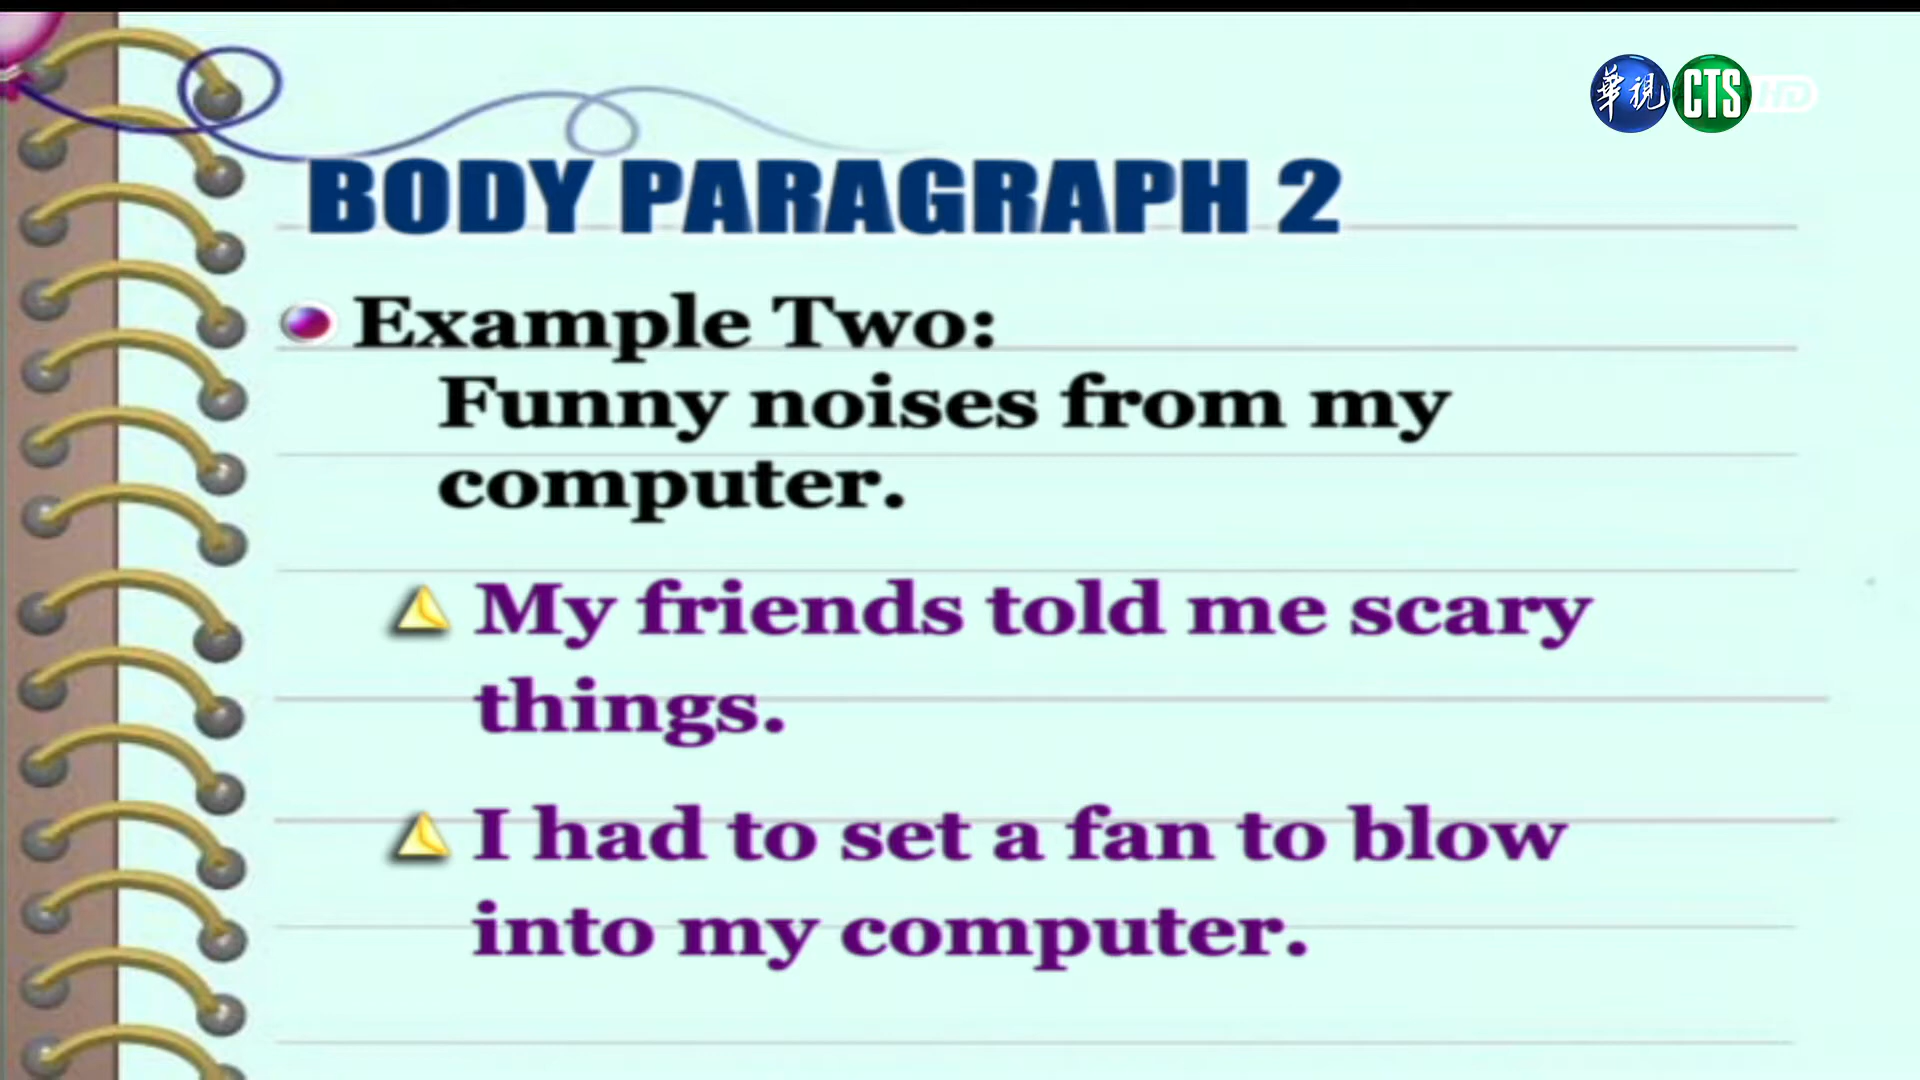 華視 CTS HD
BODY PARAGRAPH 2
Example Two:
Funny noises from my
computer.
My friends told me scary
things.
I had to set a fan to blow
into my computer.